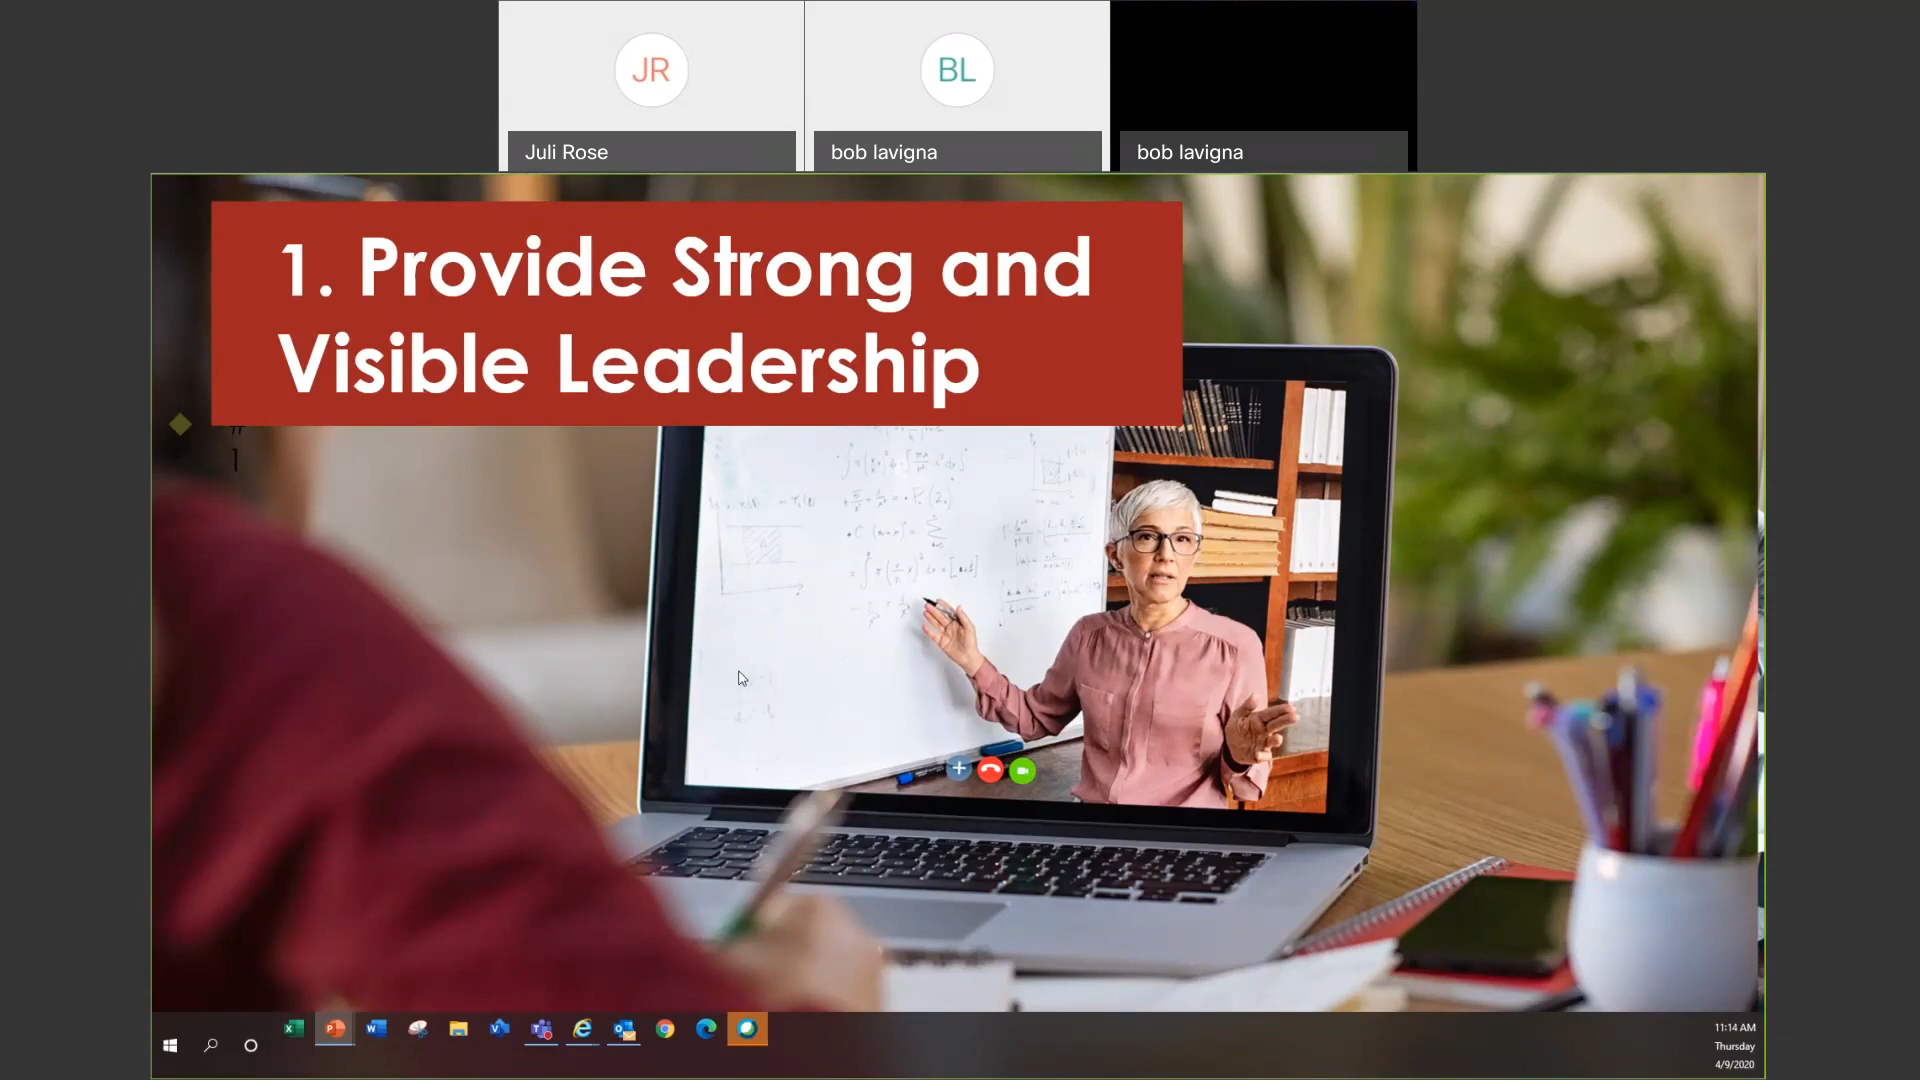 JR
BL
Juli Rose
bob lavigna
bob lavigna
1. Provide Strong and
Visible Leadership
#
1
11:14 AM
Thursday
4/9/2020